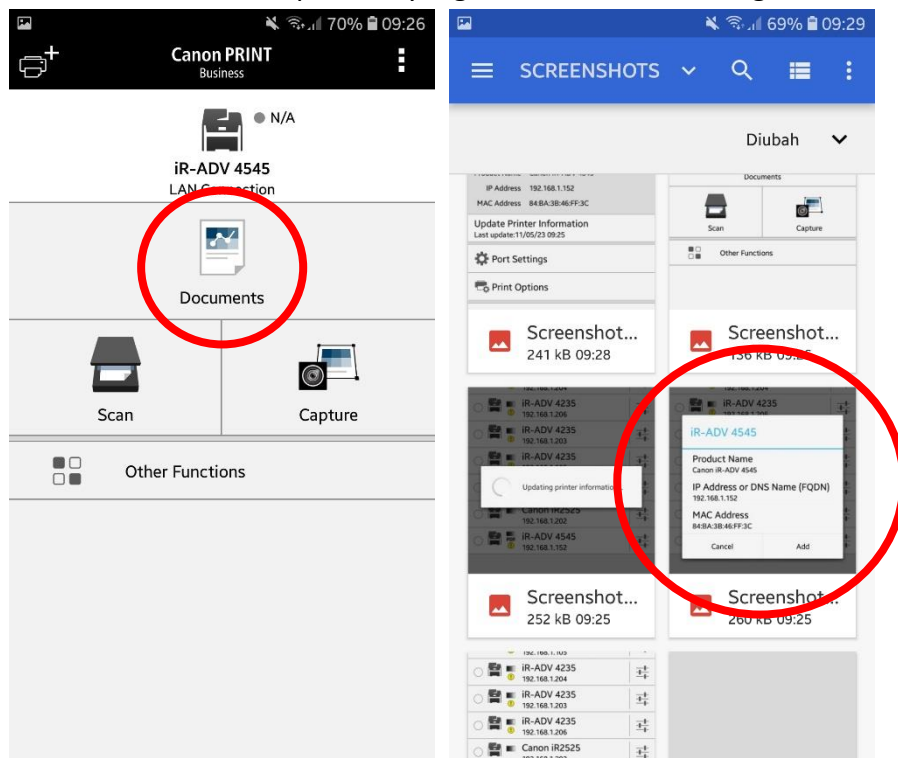 70% 09:26
Canon PRINT
Business
N/A
iR-ADV 4545
LAN Connection
Documents
Scan
Capture
Other Functions
69% 09:29
SCREENSHOTS
Diubah
IP Address 192.168.1.152
MAC Address 84:BA:3B:46:FF:3C
Update Printer Information
Last update:11/05/23 09:25
Port Settings
Print Options
Documents
Scan
Capture
Other Functions
Screenshot...
241 kB 09:28
Screenshot...
136 kB 09:25
iR-ADV 4235
192.168.1.206
iR-ADV 4235
192.168.1.203
iR-ADV 4235
Updating printer information...
Canon iR2525
192.168.1.202
iR-ADV 4545
192.168.1.152
iR-ADV 4235
iR-ADV 4545
Product Name
Canon iR-ADV 4545
IP Address or DNS Name (FQDN)
192.168.1.152
MAC Address
84:BA:3B:46:FF:3C
Cancel
Add
Screenshot...
252 kB 09:25
Screenshot...
260 kB 09:25
iR-ADV 4235
192.168.1.204
iR-ADV 4235
192.168.1.203
iR-ADV 4235
192.168.1.206
Canon iR2525